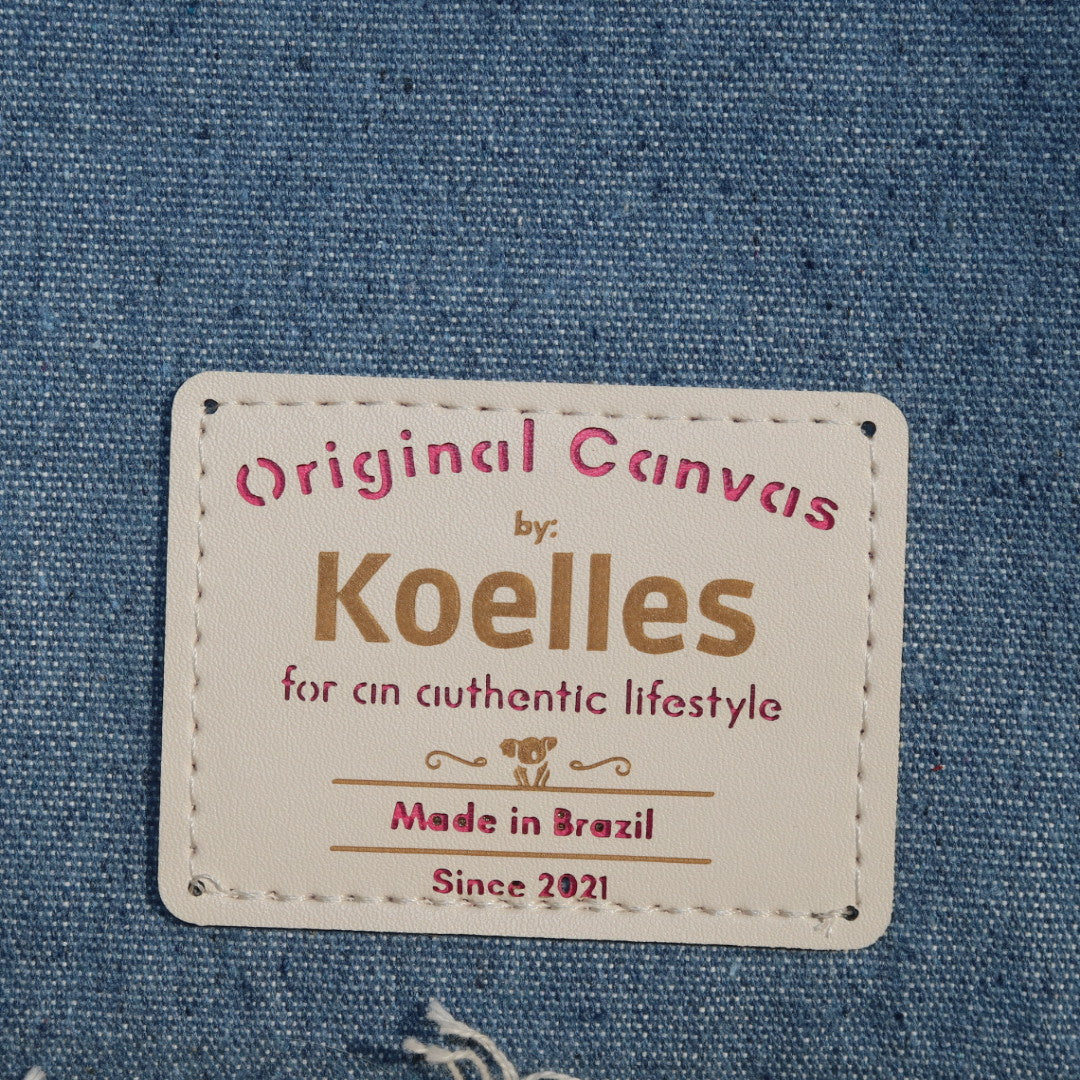 Original Canvas
by:
Koelles
for an authentic lifestyle
Made in Brazil
Since 2021